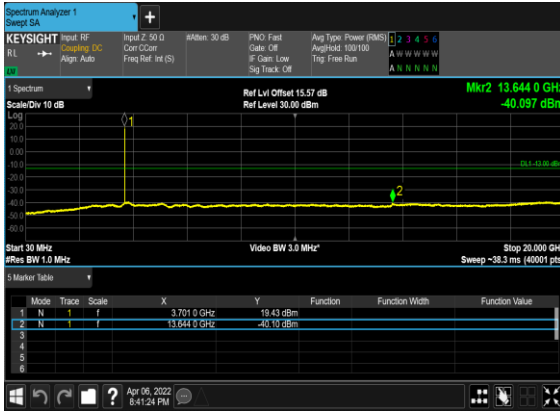 Spectrum Analyzer 1
Swept SA
+
KEYSIGHT Input: RF Input Z: 50 Ω #Atten: 30 dB PNO: Fast Avg Type: Power (RMS) 1 2 3 4 5 6
RL Coupling: DC Corr CCorr Gate: Off Avg|Hold: 100/100 A W W W W W
Align: Auto Freq Ref: Int (S) IF Gain: Low Trig: Free Run
Sig Track: Off A N N N N N
1 Spectrum Ref Lvl Offset 15.57 dB Mkr2 13.644 0 GHz
Scale/Div 10 dB Ref Level 30.00 dBm -40.097 dBm
Log
20.0
10.0
0.00
-10.0
-20.0
-30.0
-40.0
-50.0
-60.0
1
DL1 -13.00 dBm
2
Start 30 MHz Video BW 3.0 MHz* Stop 20.000 GHz
#Res BW 1.0 MHz Sweep ~38.3 ms (40001 pts)
5 Marker Table
Mode Trace Scale X Y Function Function Width Function Value
1 N 1 f 3.701 0 GHz 19.43 dBm
2 N 1 f 13.644 0 GHz -40.10 dBm
3
4
5
6
? Apr 06, 2022
8:41:24 PM